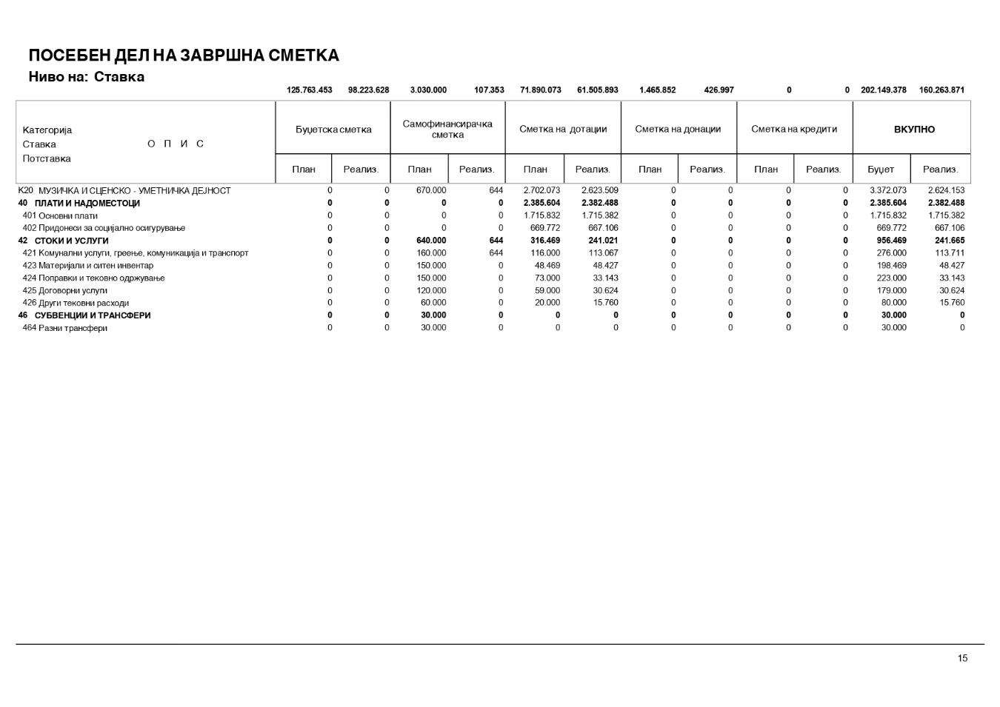 ПОСЕБЕН ДЕЛ НА ЗАВРШНА СМЕТКА
Ниво на: Ставка
125.763.453 98.223.628 3.030.000 107.353 71.890.073 61.505.893 1.465.852 426.997 0 0 202.149.378 160.263.871
Категорија
Ставка О П И С
Потставка
Буџетска сметка Самофинансирачка сметка Сметка на дотации Сметка на донации Сметка на кредити ВКУПНО
План Реализ. План Реализ. План Реализ. План Реализ. План Реализ. Буџет Реализ.
К20 МУЗИЧКА И СЦЕНСКО - УМЕТНИЧКА ДЕЈНОСТ 0 0 670.000 644 2.702.073 2.623.509 0 0 0 0 3.372.073 2.624.153
40 ПЛАТИ И НАДОМЕСТОЦИ 0 0 0 0 2.385.604 2.382.488 0 0 0 0 2.385.604 2.382.488
401 Основни плати 0 0 0 0 1.715.832 1.715.382 0 0 0 0 1.715.832 1.715.382
402 Придонеси за социјално осигурување 0 0 0 0 669.772 667.106 0 0 0 0 669.772 667.106
42 СТОКИ И УСЛУГИ 0 0 640.000 644 316.469 241.021 0 0 0 0 956.469 241.665
421 Комунални услуги, греење, комуникација и транспорт 0 0 160.000 644 116.000 113.067 0 0 0 0 276.000 113.711
423 Материјали и ситен инвентар 0 0 150.000 0 48.469 48.427 0 0 0 0 198.469 48.427
424 Поправки и тековно одржување 0 0 150.000 0 73.000 33.143 0 0 0 0 223.000 33.143
425 Договорни услуги 0 0 120.000 0 59.000 30.624 0 0 0 0 179.000 30.624
426 Други тековни расходи 0 0 60.000 0 20.000 15.760 0 0 0 0 80.000 15.760
46 СУБВЕНЦИИ И ТРАНСФЕРИ 0 0 30.000 0 0 0 0 0 0 0 30.000 0
464 Разни трансфери 0 0 30.000 0 0 0 0 0 0 0 30.000 0
15